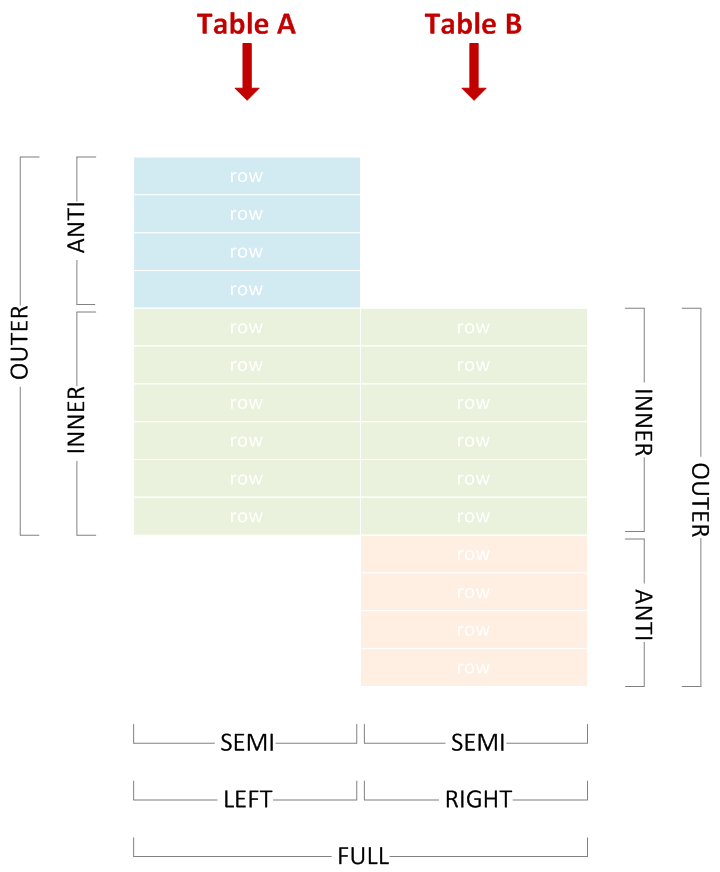 Table A
Table B
OUTER
ANTI
INNER
row
row
row
row
row row
row row
row row
row row
row row
row row
row
row
row
row
INNER
OUTER
ANTI
SEMI SEMI
LEFT RIGHT
FULL